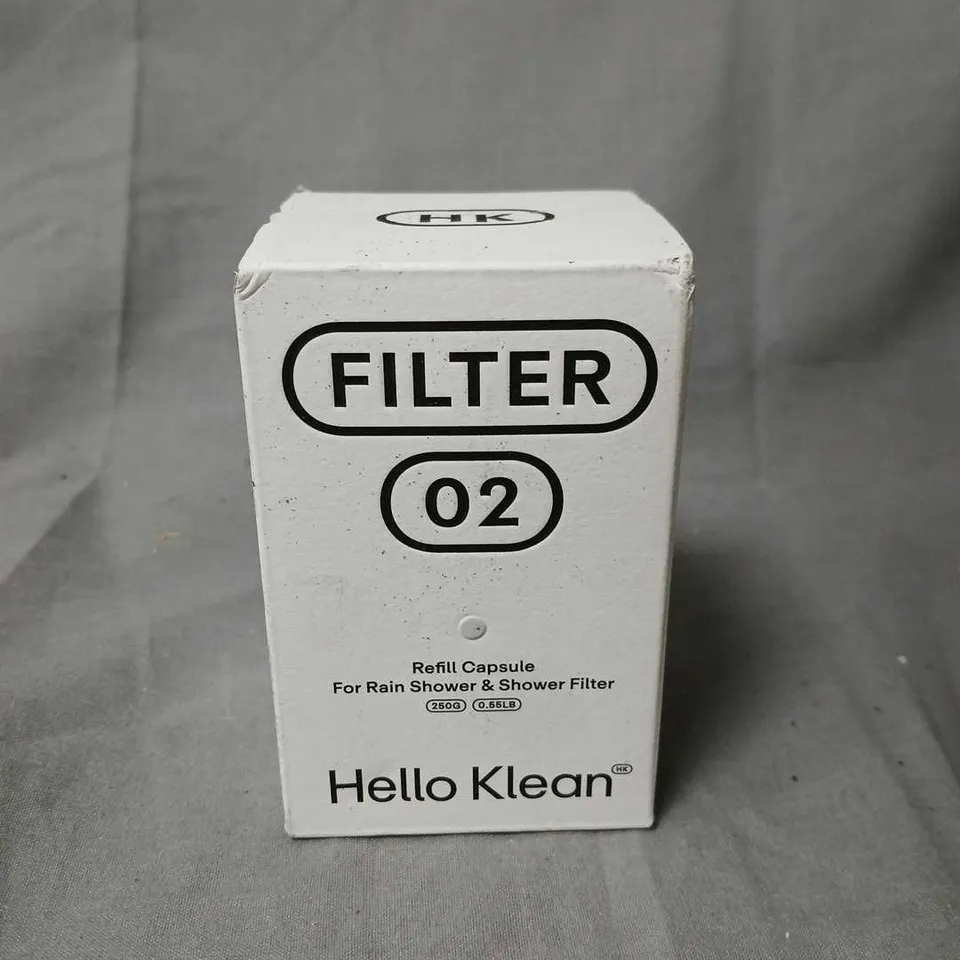 HK
FILTER
02
Refill Capsule
For Rain Shower & Shower Filter
250G 0.55LB
Hello Klean HK